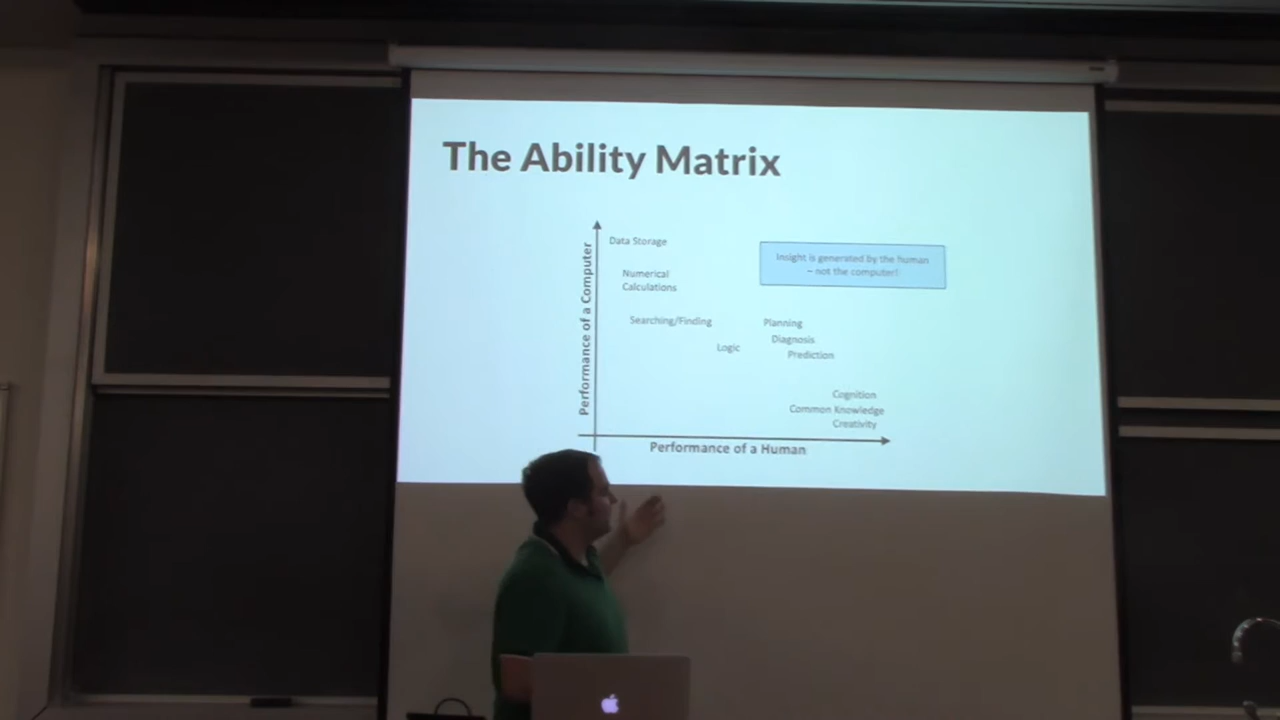 The Ability Matrix
Performance of a Computer
Data Storage
Insight is generated by the human
– not the computer!
Numerical
Calculations
Searching/Finding
Planning
Diagnosis
Logic
Prediction
Cognition
Common Knowledge
Creativity
Performance of a Human